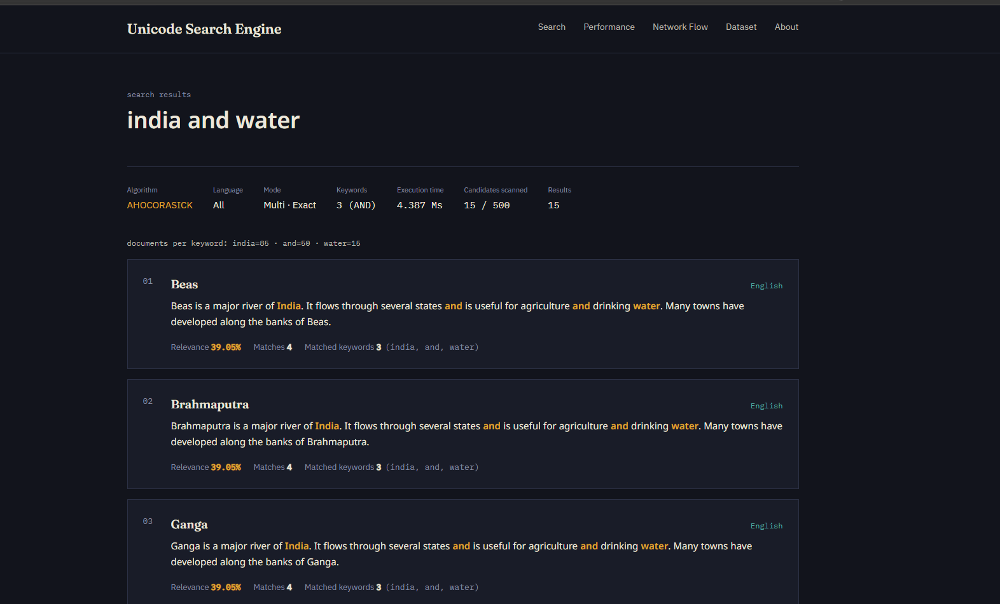 Unicode Search Engine
Search Performance Network Flow Dataset About
search results
india and water
Algorithm Language Mode Keywords Execution time Candidates scanned Results
AHOCORASICK All Multi · Exact 3 (AND) 4.387 Ms 15 / 500 15
documents per keyword: india=85 · and=50 · water=15
01 Beas English
Beas is a major river of India. It flows through several states and is useful for agriculture and drinking water. Many towns have
developed along the banks of Beas.
Relevance 39.05% Matches 4 Matched keywords 3 (india, and, water)
02 Brahmaputra English
Brahmaputra is a major river of India. It flows through several states and is useful for agriculture and drinking water. Many towns have
developed along the banks of Brahmaputra.
Relevance 39.05% Matches 4 Matched keywords 3 (india, and, water)
03 Ganga English
Ganga is a major river of India. It flows through several states and is useful for agriculture and drinking water. Many towns have
developed along the banks of Ganga.
Relevance 39.05% Matches 4 Matched keywords 3 (india, and, water)